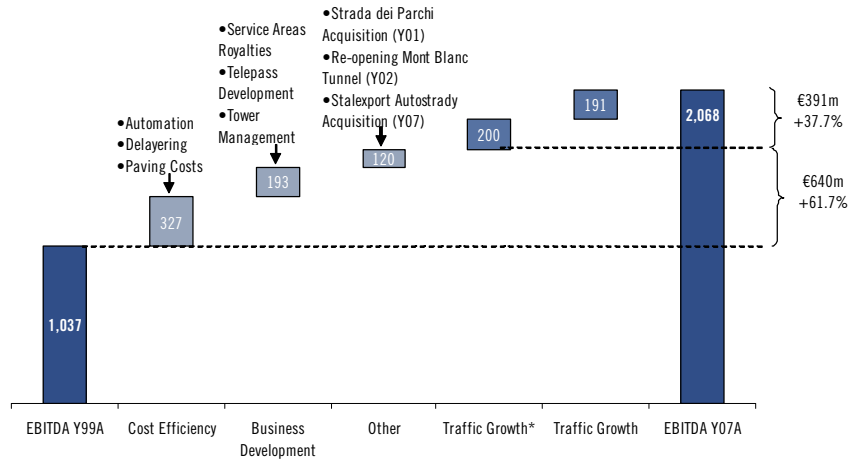 •Strada dei Parchi
Acquisition (Y01)
•Re-opening Mont Blanc
Tunnel (Y02)
•Stalexport Autostrady
Acquisition (Y07)
•Service Areas
Royalties
•Telepass
Development
•Tower
Management
•Automation
•Delayering
•Paving Costs
1,037
327
193
120
200
191
2,068
€391m
+37.7%
€640m
+61.7%
EBITDA Y99A
Cost Efficiency
Business
Development
Other
Traffic Growth*
Traffic Growth
EBITDA Y07A